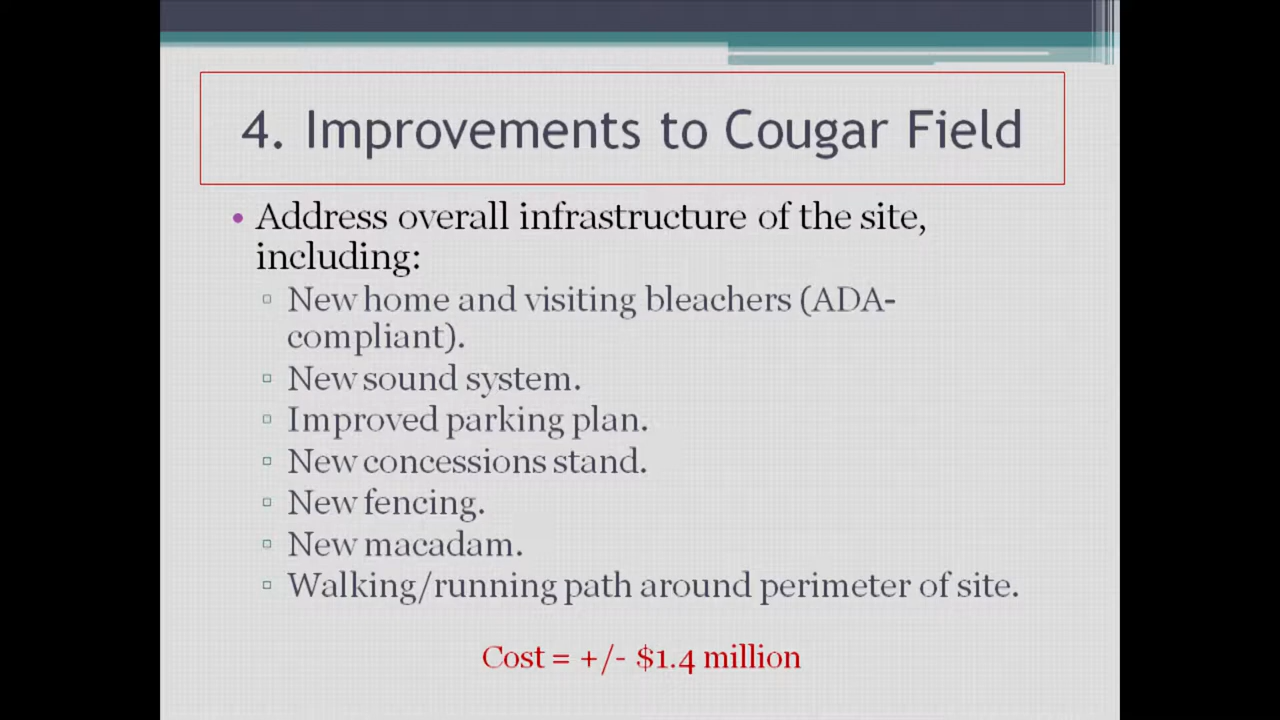 4. Improvements to Cougar Field
• Address overall infrastructure of the site,
including:
▫ New home and visiting bleachers (ADA-
compliant).
▫ New sound system.
▫ Improved parking plan.
▫ New concessions stand.
▫ New fencing.
▫ New macadam.
▫ Walking/running path around perimeter of site.
Cost = +/- $1.4 million